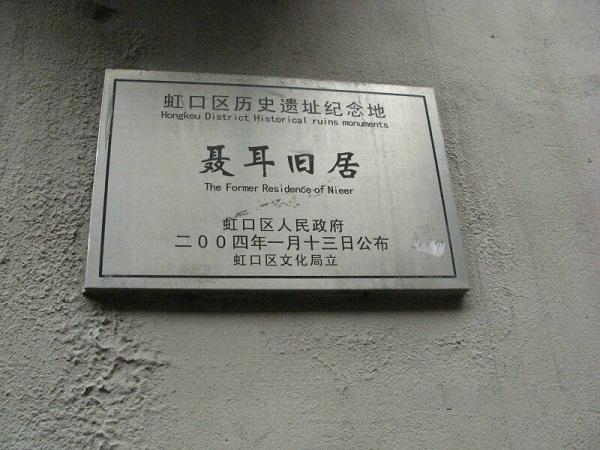 虹口区历史遗址纪念地
Hongkou District Historical ruins monuments
聂耳旧居
The Former Residence of Nieer
虹口区人民政府
二〇〇四年一月十三日公布
虹口区文化局立